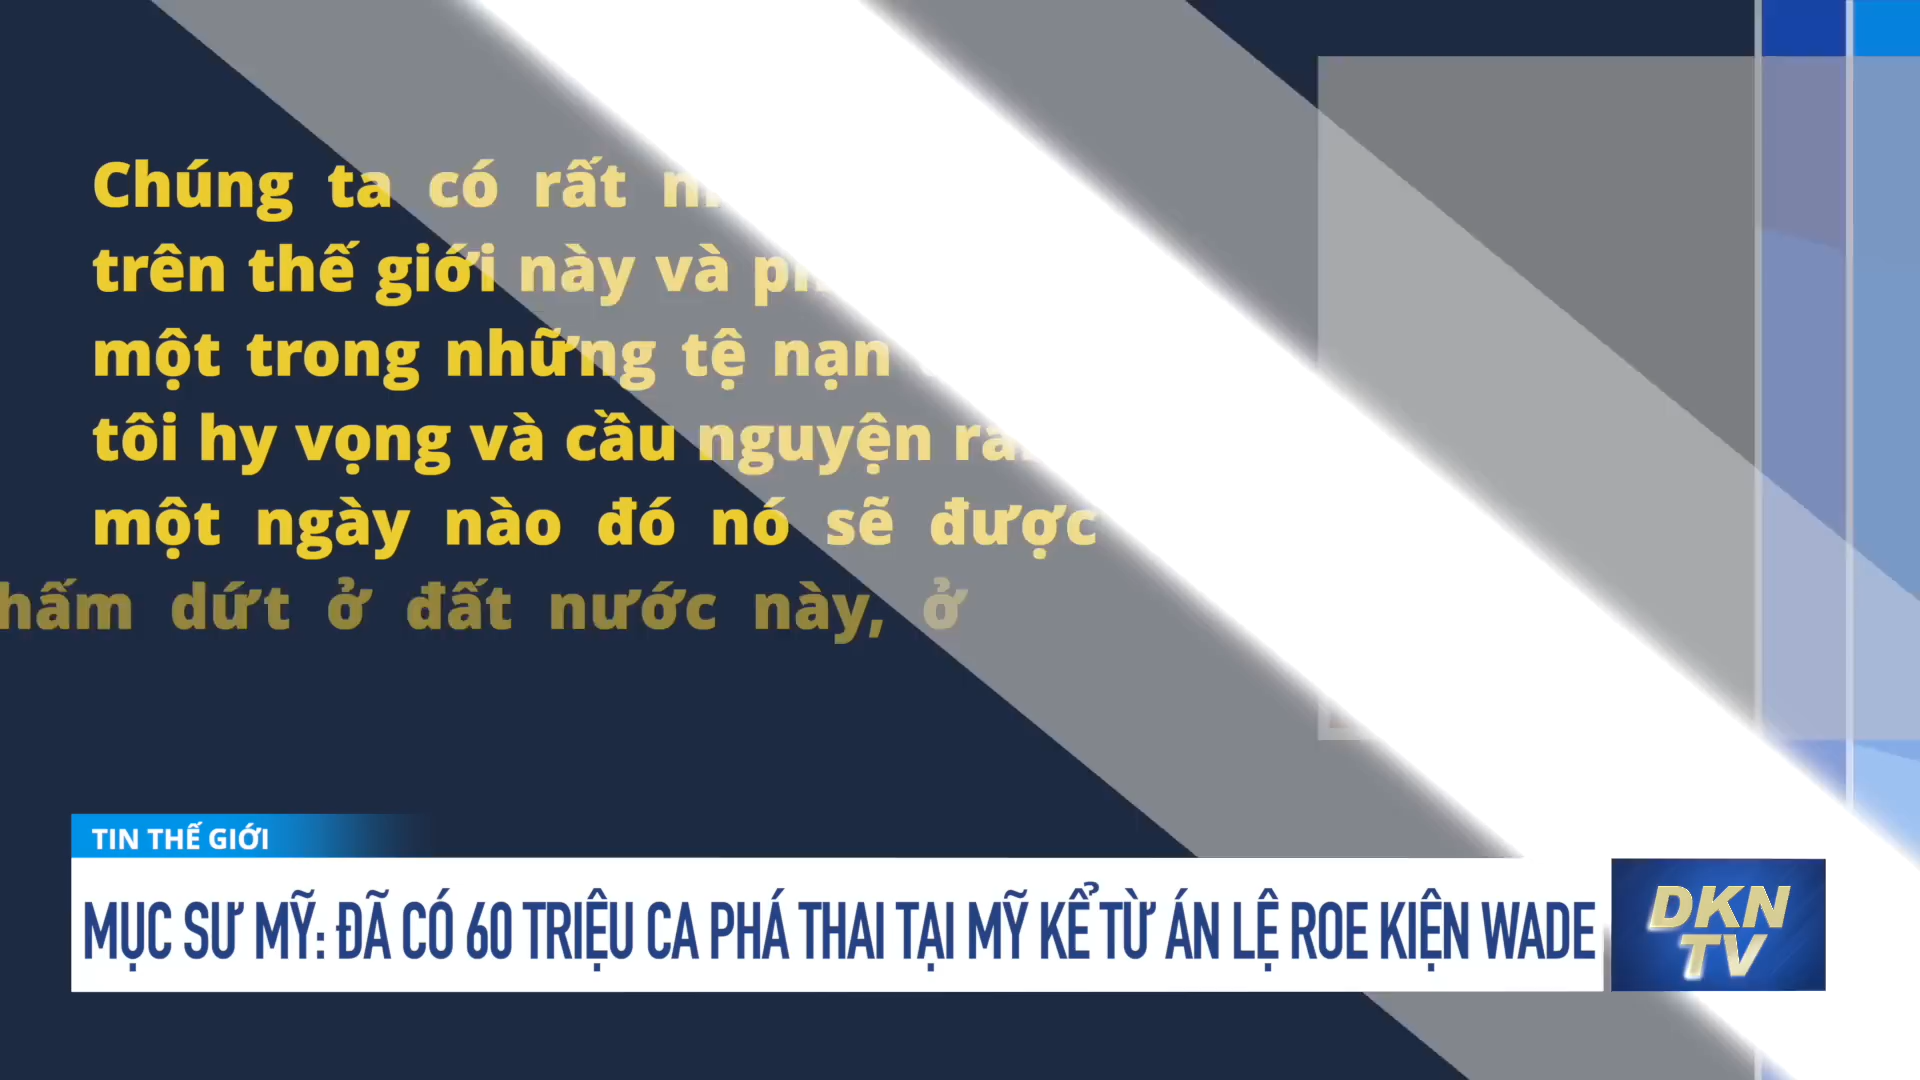 Chúng ta có rất
trên thế giới này và
một trong những tệ nạn
tôi hy vọng và cầu nguyện
một ngày nào đó nó sẽ được
dứt ở đất nước này, ở
TIN THẾ GIỚI
MỤC SƯ MỸ: ĐÃ CÓ 60 TRIỆU CA PHÁ THAI TẠI MỸ KỂ TỪ ÁN LỆ ROE KIỆN WADE
DKN
TV